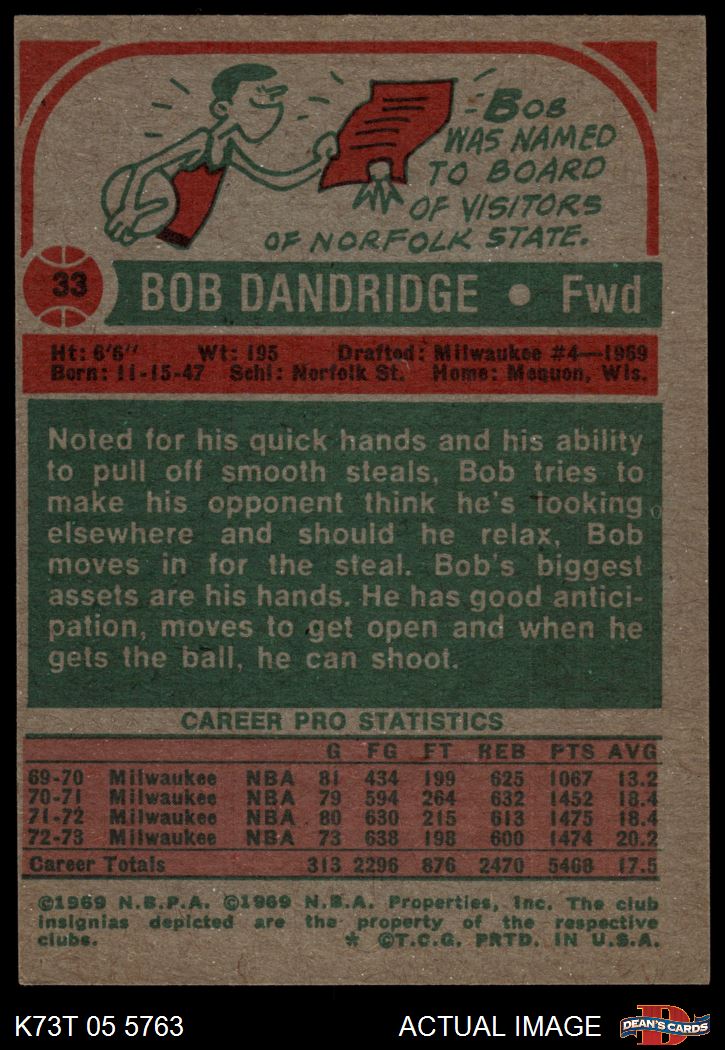 BOB
WAS NAMED
TO BOARD
OF VISITORS
OF NORFOLK STATE.
33 BOB DANDRIDGE • Fwd
Ht: 6'6" Wt: 195 Drafted: Milwaukee #4—1969
Born: 11-15-47 Schl: Norfolk St. Home: Mequon, Wis.
Noted for his quick hands and his ability
to pull off smooth steals, Bob tries to
make his opponent think he's looking
elsewhere and should he relax, Bob
moves in for the steal. Bob's biggest
assets are his hands. He has good antici-
pation, moves to get open and when he
gets the ball, he can shoot.
CAREER PRO STATISTICS
G FG FT REB PTS AVG
69-70 Milwaukee NBA 81 434 199 625 1067 13.2
70-71 Milwaukee NBA 79 594 264 632 1452 18.4
71-72 Milwaukee NBA 80 630 215 613 1475 18.4
72-73 Milwaukee NBA 73 638 198 600 1474 20.2
Career Totals 313 2296 876 2470 5468 17.5
©1969 N.B.P.A. ©1969 N.B.A. Properties, Inc. The club
insignias depicted are the property of the respective
clubs. * ©T.C.G. PRTD. IN U.S.A.
K73T 05 5763 ACTUAL IMAGE D DEAN'S CARDS